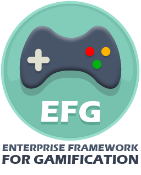 EFG
ENTERPRISE FRAMEWORK
FOR GAMIFICATION